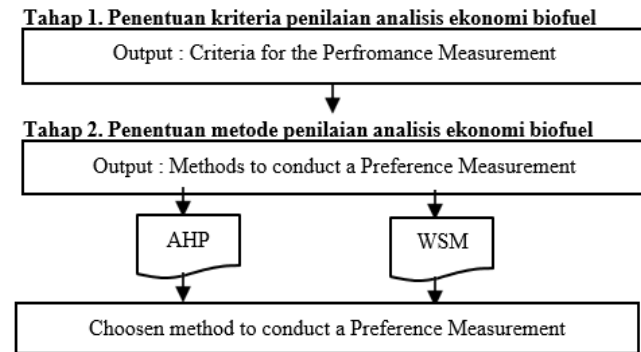 Tahap 1. Penentuan kriteria penilaian analisis ekonomi biofuel
Output : Criteria for the Perfromance Measurement
Tahap 2. Penentuan metode penilaian analisis ekonomi biofuel
Output : Methods to conduct a Preference Measurement
AHP
WSM
Choosen method to conduct a Preference Measurement